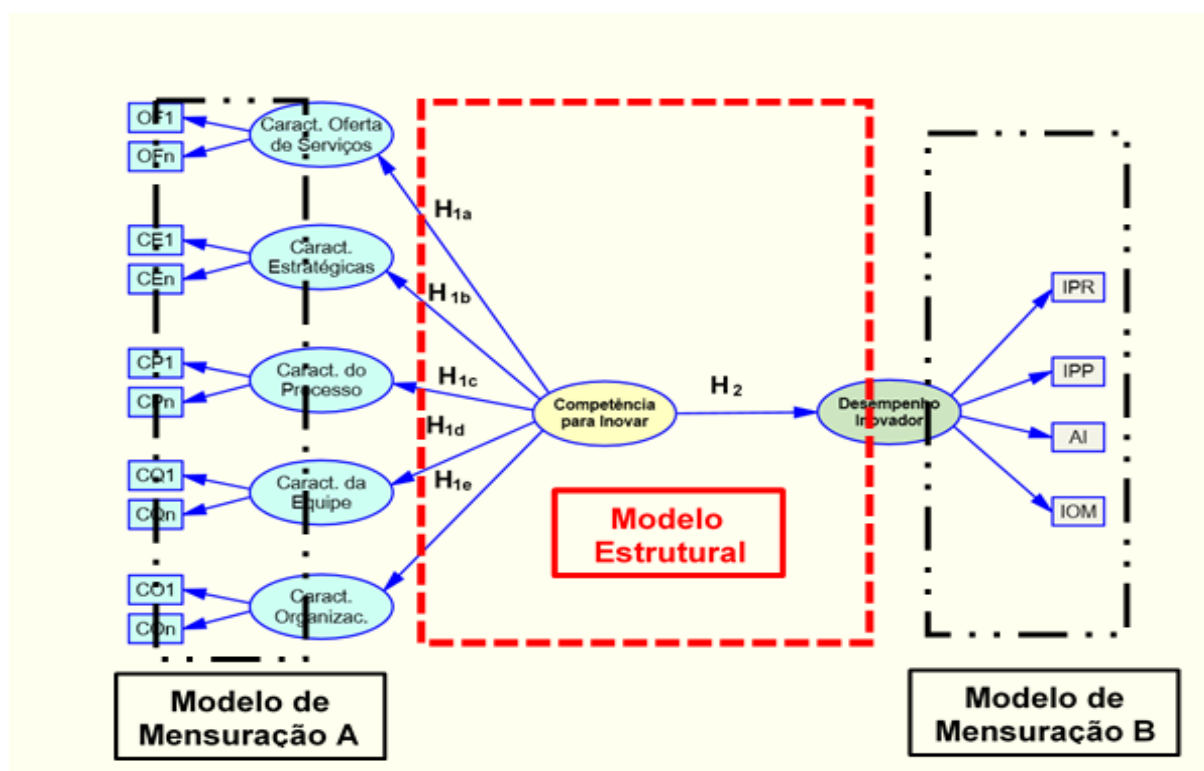 OF1
OFn
Caract. Oferta
de Serviços
H1a
CE1
CEn
Caract.
Estratégicas
H1b
CP1
CPn
Caract. do
Processo
H1c
Competência
para Inovar
H2
Desempenho
Inovador
IPR
IPP
AI
IOM
H1d
CQ1
CQn
Caract. da
Equipe
H1e
CO1
COn
Caract.
Organizac.
Modelo
Estrutural
Modelo de
Mensuração A
Modelo de
Mensuração B